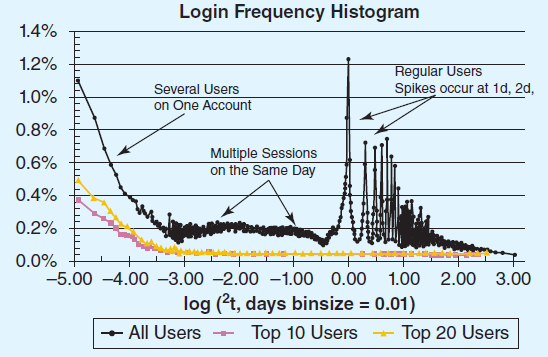 Login Frequency Histogram
1.4%
1.2%
1.0%
0.8%
0.6%
0.4%
0.2%
0.0%
Several Users
on One Account
Multiple Sessions
on the Same Day
Regular Users
Spikes occur at 1d, 2d,
–5.00 –4.00 –3.00 –2.00 –1.00 0.00 1.00 2.00 3.00
log (²t, days binsize = 0.01)
All Users Top 10 Users Top 20 Users